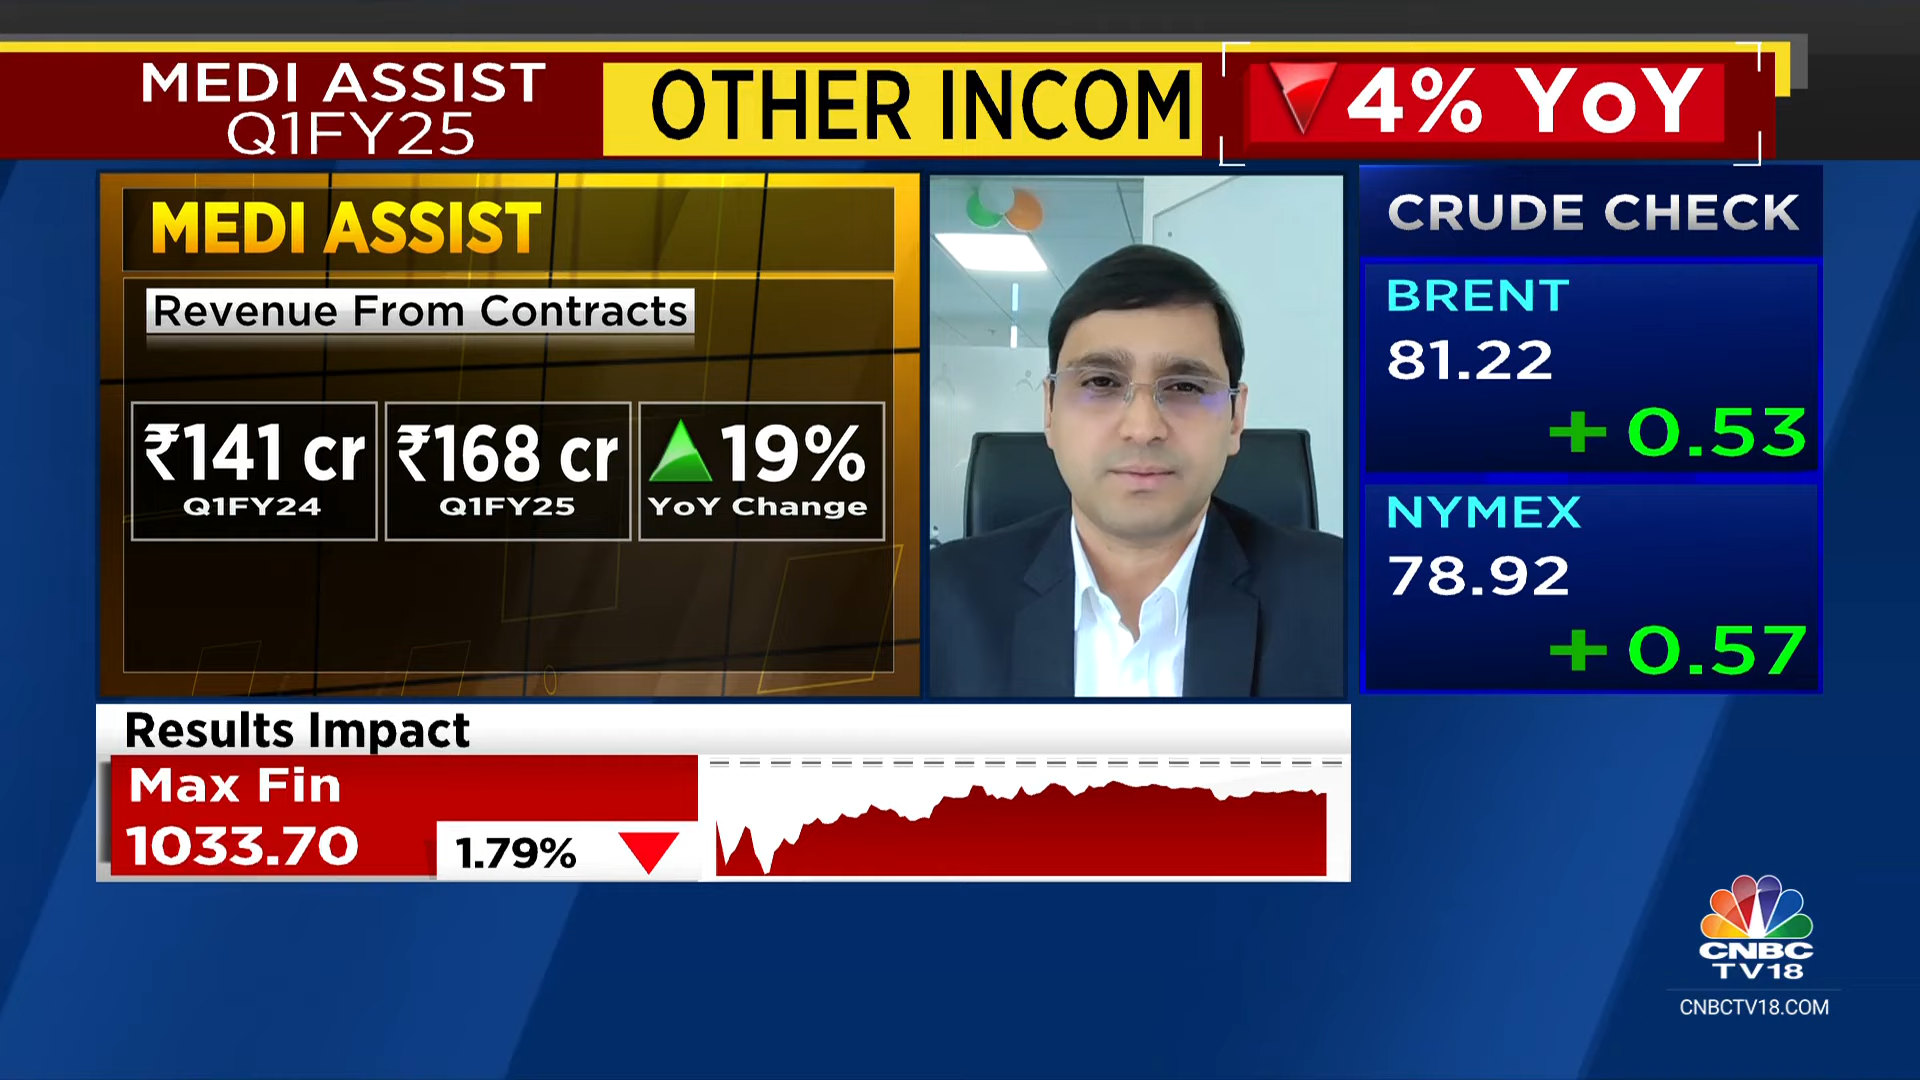 MEDI ASSIST
Q1FY25
OTHER INCOM
4% YoY
MEDI ASSIST
Revenue From Contracts
₹141 cr
Q1FY24
₹168 cr
Q1FY25
19%
YoY Change
CRUDE CHECK
BRENT
81.22
+ 0.53
NYMEX
78.92
+ 0.57
Results Impact
Max Fin
1033.70
1.79%
CNBC
TV18
CNBCTV18.COM